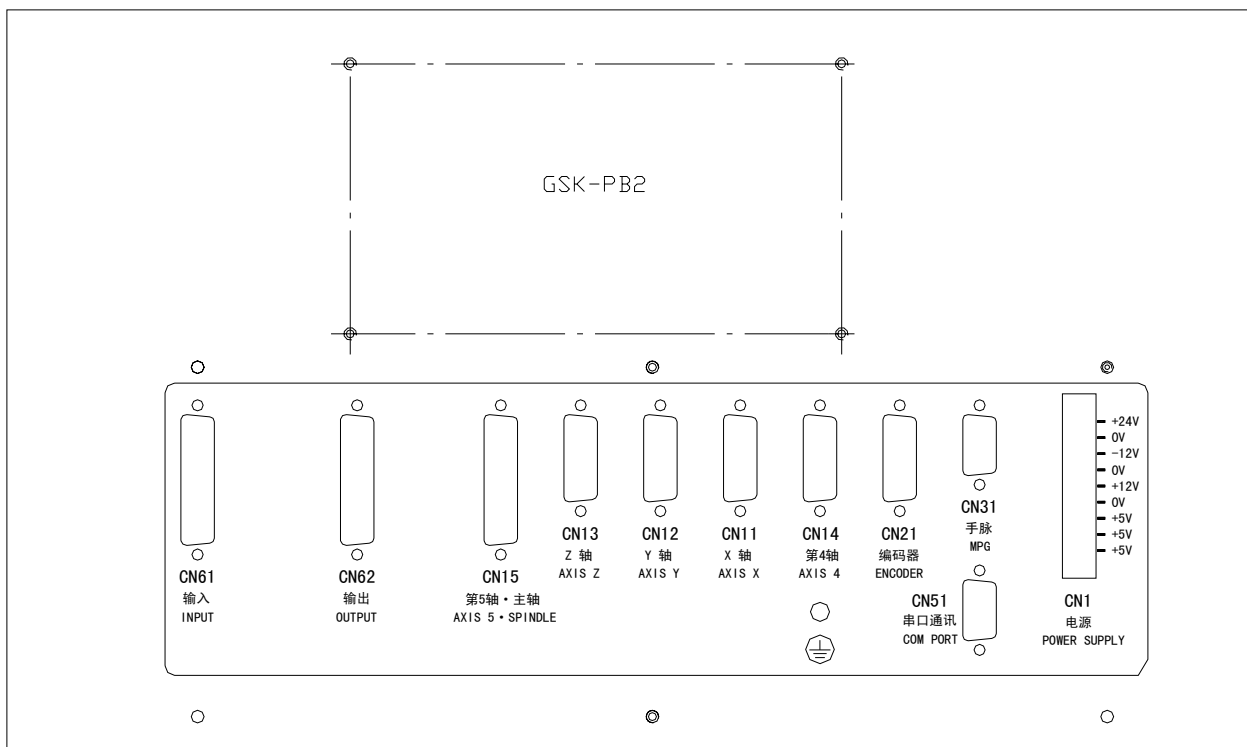 GSK-PB2
CN61
输入
INPUT
CN62
输出
OUTPUT
CN15
第5轴·主轴
AXIS 5·SPINDLE
CN13
Z 轴
AXIS Z
CN12
Y 轴
AXIS Y
CN11
X 轴
AXIS X
CN14
第4轴
AXIS 4
CN21
编码器
ENCODER
CN31
手脉
MPG
CN51
串口通讯
COM PORT
+24V
0V
-12V
0V
+12V
0V
+5V
+5V
+5V
CN1
电源
POWER SUPPLY